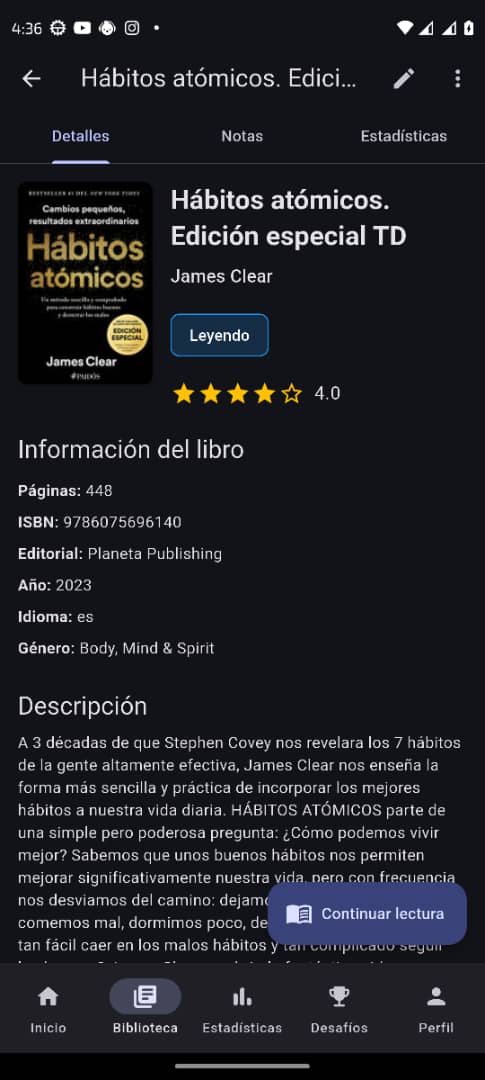 4:36
Hábitos atómicos. Edici...
Detalles
Notas
Estadísticas
BESTSELLER #1 DEL NEW YORK TIMES
Cambios pequeños,
resultados extraordinarios
Hábitos
atómicos
Un método sencillo y comprobado
para construir hábitos buenos
y desterrar los malos
EDICIÓN
ESPECIAL
James Clear
PAIDÓS
Hábitos atómicos.
Edición especial TD
James Clear
Leyendo
4.0
Información del libro
Páginas: 448
ISBN: 9786075696140
Editorial: Planeta Publishing
Año: 2023
Idioma: es
Género: Body, Mind & Spirit
Descripción
A 3 décadas de que Stephen Covey nos revelara los 7 hábitos
de la gente altamente efectiva, James Clear nos enseña la
forma más sencilla y práctica de incorporar los mejores
hábitos a nuestra vida diaria. HÁBITOS ATÓMICOS parte de
una simple pero poderosa pregunta: ¿Cómo podemos vivir
mejor? Sabemos que unos buenos hábitos nos permiten
mejorar significativamente nuestra vida, pero con frecuencia
nos desviamos del camino: dejamo
comemos mal, dormimos poco, de
tan fácil caer en los malos hábitos y tan complicado seguir
Continuar lectura
Inicio
Biblioteca
Estadísticas
Desafíos
Perfil